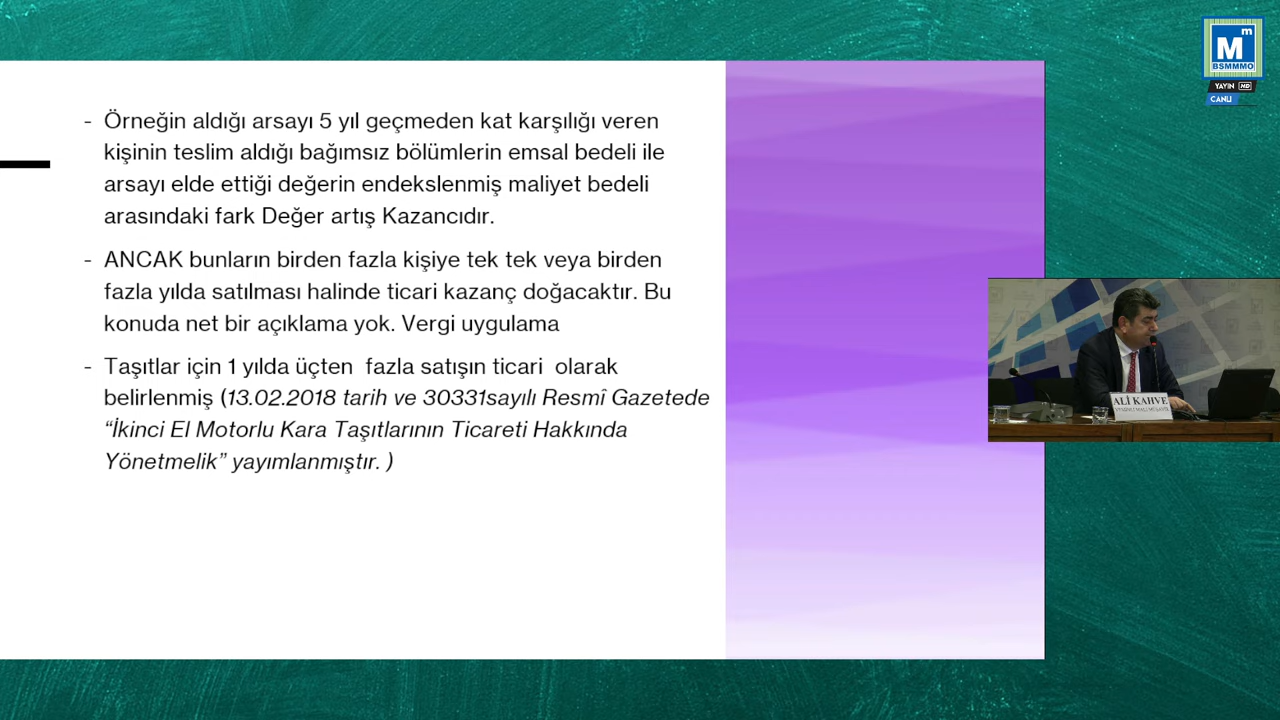 - Örneğin aldığı arsayı 5 yıl geçmeden kat karşılığı veren
kişinin teslim aldığı bağımsız bölümlerin emsal bedeli ile
arsayı elde ettiği değerin endekslenmiş maliyet bedeli
arasındaki fark Değer artış Kazancıdır.
- ANCAK bunların birden fazla kişiye tek tek veya birden
fazla yılda satılması halinde ticari kazanç doğacaktır. Bu
konuda net bir açıklama yok. Vergi uygulama
- Taşıtlar için 1 yılda üçten  fazla satışın ticari  olarak
belirlenmiş (13.02.2018 tarih ve 30331sayılı Resmî Gazetede
“İkinci El Motorlu Kara Taşıtlarının Ticareti Hakkında
Yönetmelik” yayımlanmıştır. )
Mm
BSMMMO
YAYIN HD
CANLI
ALİ KAHVE